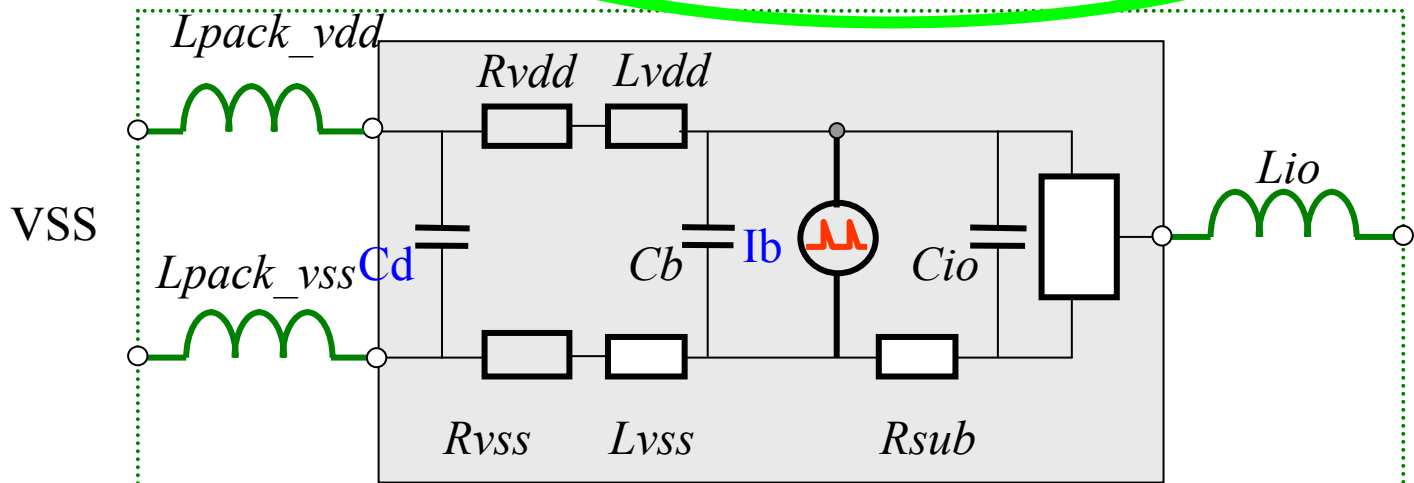 Lpack_vdd
Rvdd Lvdd
Lio
VSS
Lpack_vss Cd
Cb Ib Cio
Rvss Lvss Rsub